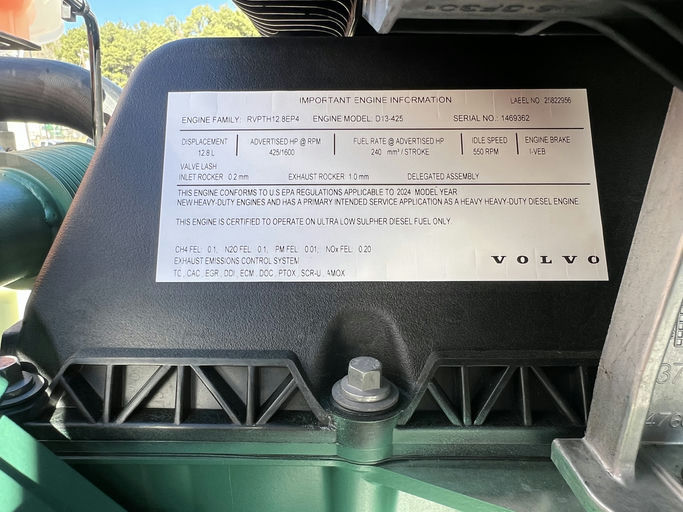 IMPORTANT ENGINE INFORMATION LABEL NO 21822956
ENGINE FAMILY: RVPTH12.8EP4 ENGINE MODEL: D13-425 SERIAL NO.: 1469362
DISPLACEMENT ADVERTISED HP @ RPM FUEL RATE @ ADVERTISED HP IDLE SPEED ENGINE BRAKE
12.8 L 425/1600 240 mm³/ STROKE 550 RPM I-VEB
VALVE LASH
INLET ROCKER 0.2 mm EXHAUST ROCKER 1.0 mm DELEGATED ASSEMBLY
THIS ENGINE CONFORMS TO U S EPA REGULATIONS APPLICABLE TO 2024 MODEL YEAR
NEW HEAVY-DUTY ENGINES AND HAS A PRIMARY INTENDED SERVICE APPLICATION AS A HEAVY HEAVY-DUTY DIESEL ENGINE.
THIS ENGINE IS CERTIFIED TO OPERATE ON ULTRA LOW SULPHER DIESEL FUEL ONLY.
CH4 FEL: 0.1, N2O FEL: 0.1, PM FEL: 0.01, NOx FEL: 0.20
EXHAUST EMISSIONS CONTROL SYSTEM
TC , CAC , EGR , DDI , ECM , DOC , PTOX , SCR-U , AMOX
VOLVO